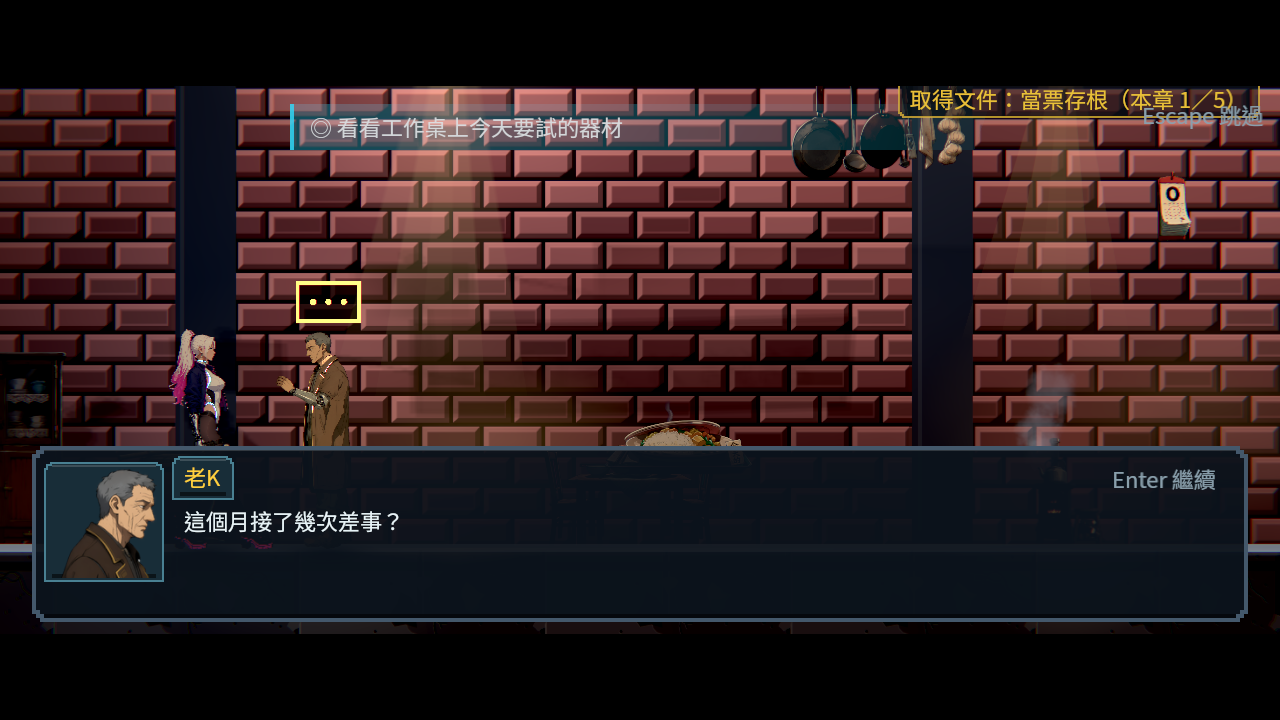 取得文件：當票存根（本章 1／5）
Escape 跳過
◎ 看看工作桌上今天要試的器材
老K
Enter 繼續
這個月接了幾次差事？